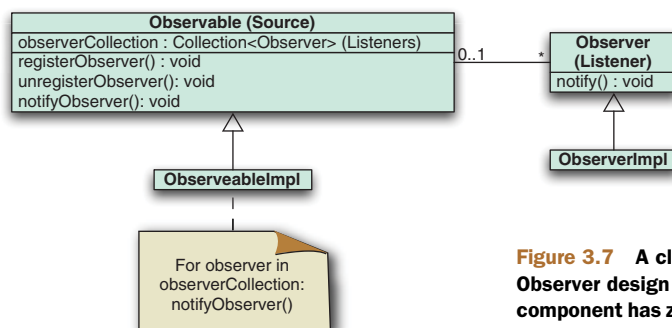 Observable (Source)
observerCollection : Collection<Observer> (Listeners)
registerObserver() : void
unregisterObserver: void
notifyObserver(): void
0..1
*
Observer
(Listener)
notify() : void
ObserveableImpl
ObserverImpl
For observer in
observerCollection:
notifyObserver()
Figure 3.7 A cl
Observer design
component has z